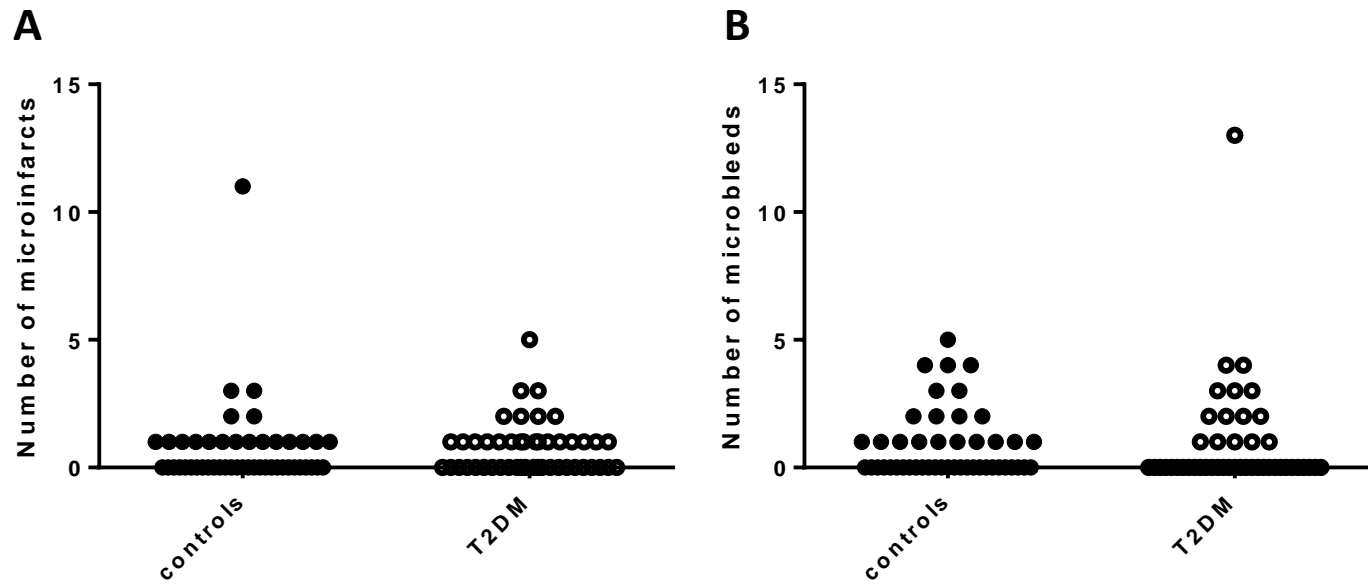 A
Number of microinfarcts
15
10
5
0
controls
T2DM
B
Number of microbleeds
15
10
5
0
controls
T2DM